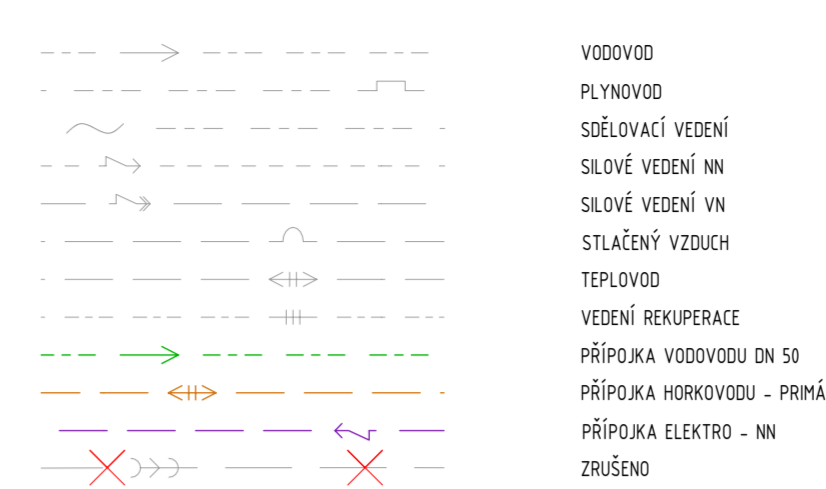 VODOVOD
PLYNOVOD
SDĚLOVACÍ VEDENÍ
SILOVÉ VEDENÍ NN
SILOVÉ VEDENÍ VN
STLAČENÝ VZDUCH
TEPLOVOD
VEDENÍ REKUPERACE
PŘÍPOJKA VODOVODU DN 50
PŘÍPOJKA HORKOVODU - PRIMÁ
PŘÍPOJKA ELEKTRO - NN
ZRUŠENO